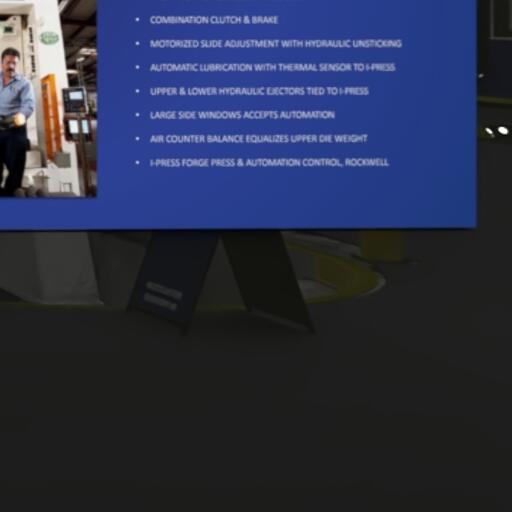 COMBINATION CLUTCH & BRAKE
MOTORIZED SLIDE ADJUSTMENT WITH HYDRAULIC UNSTICKING
AUTOMATIC LUBRICATION WITH THERMAL SENSOR TO I-PRESS
UPPER & LOWER HYDRAULIC EJECTORS TIED TO I-PRESS
LARGE SIDE WINDOWS ACCEPTS AUTOMATION
AIR COUNTER BALANCE EQUALIZES UPPER DIE WEIGHT
I-PRESS FORGE PRESS & AUTOMATION CONTROL, ROCKWELL